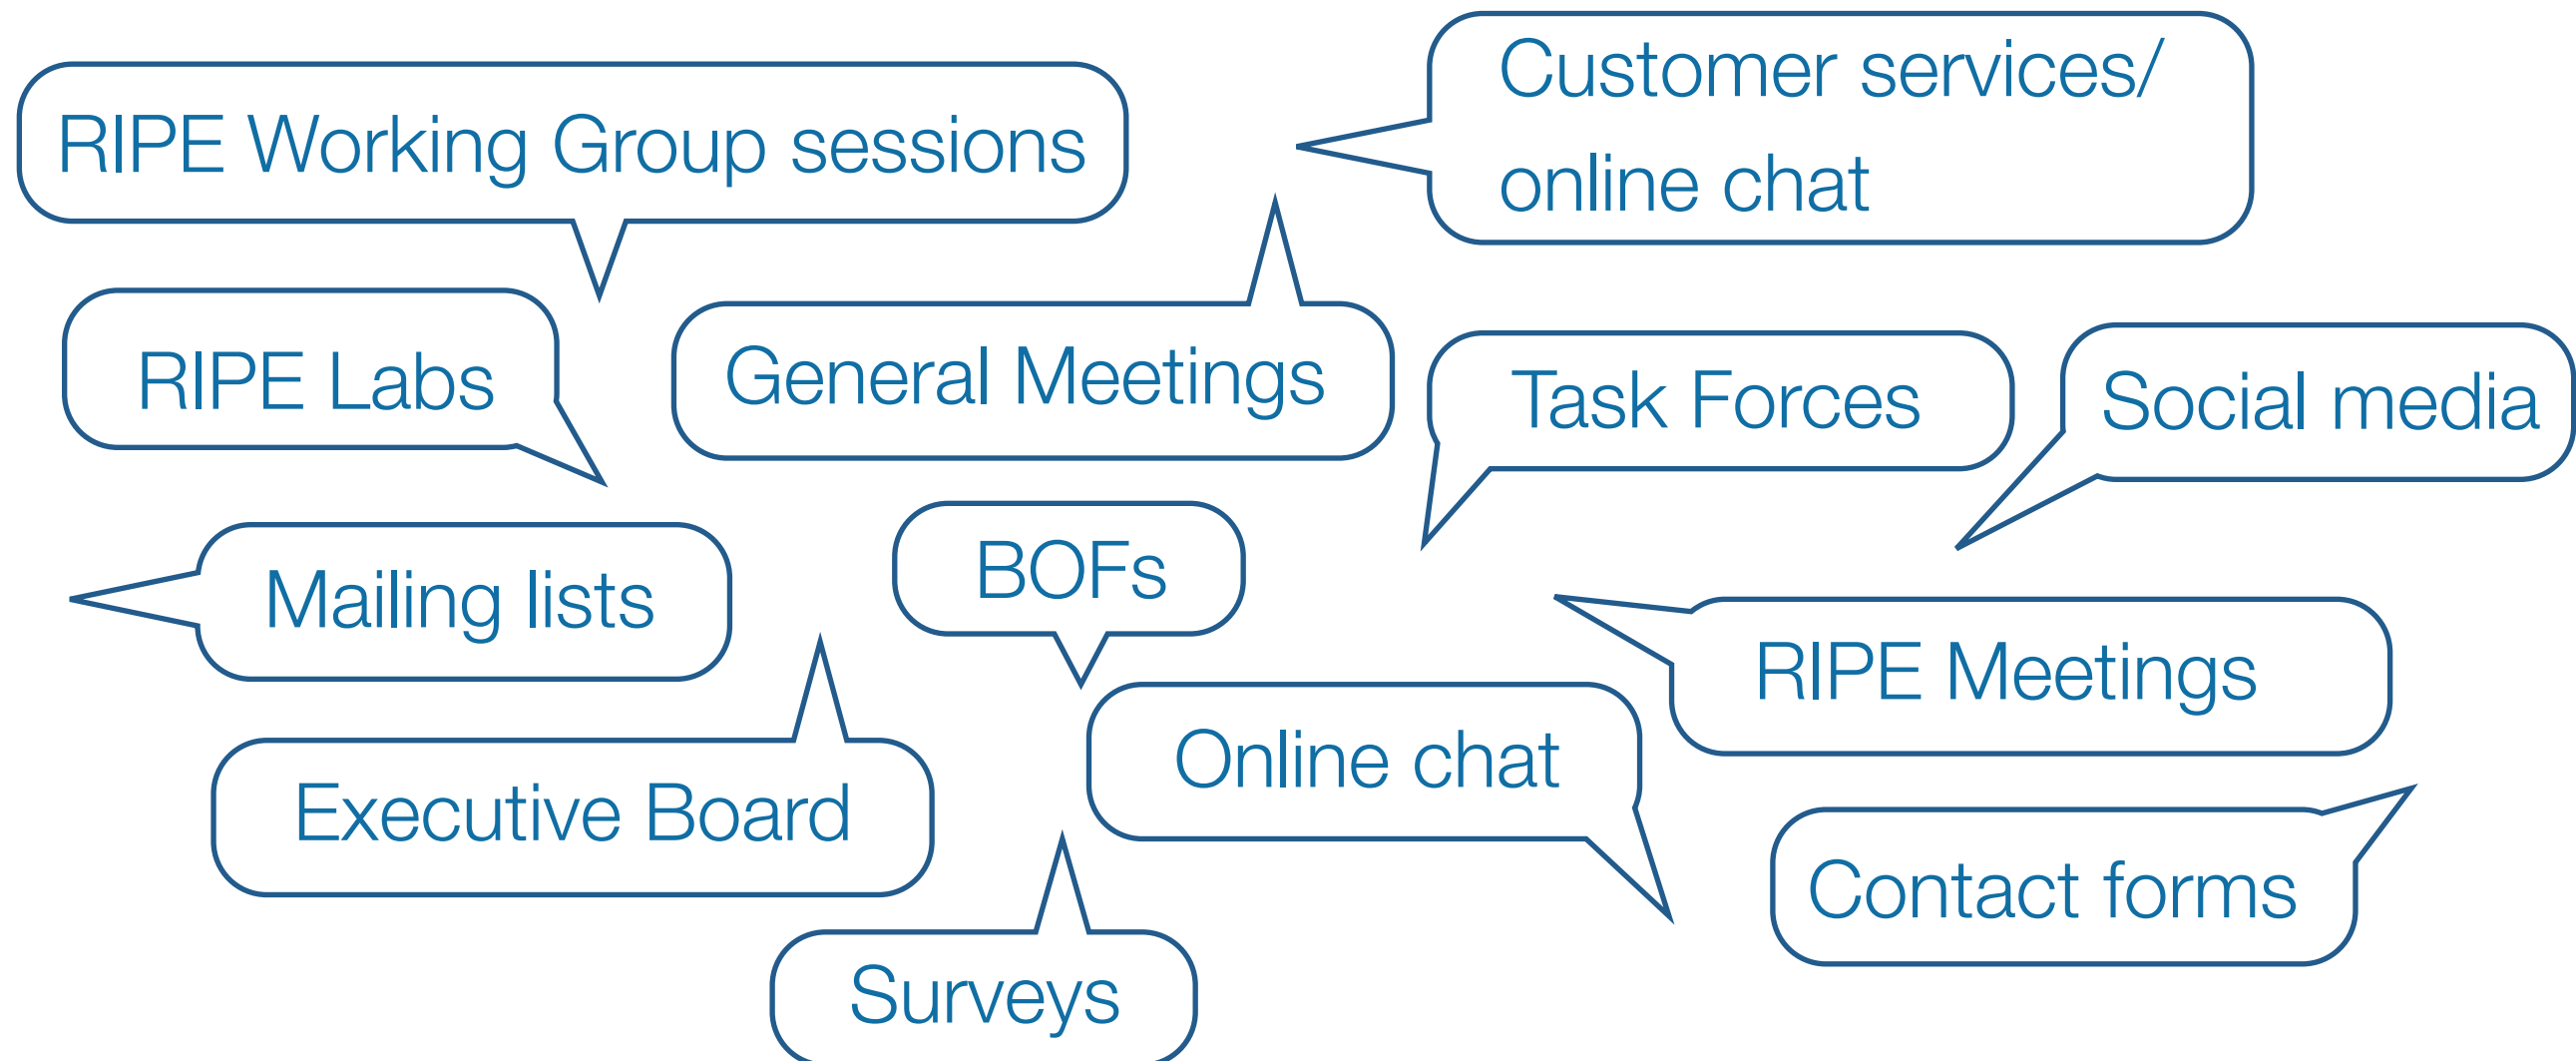 RIPE Working Group sessions
Customer services/
online chat
RIPE Labs
General Meetings
Task Forces
Social media
Mailing lists
BOFs
RIPE Meetings
Executive Board
Online chat
Contact forms
Surveys